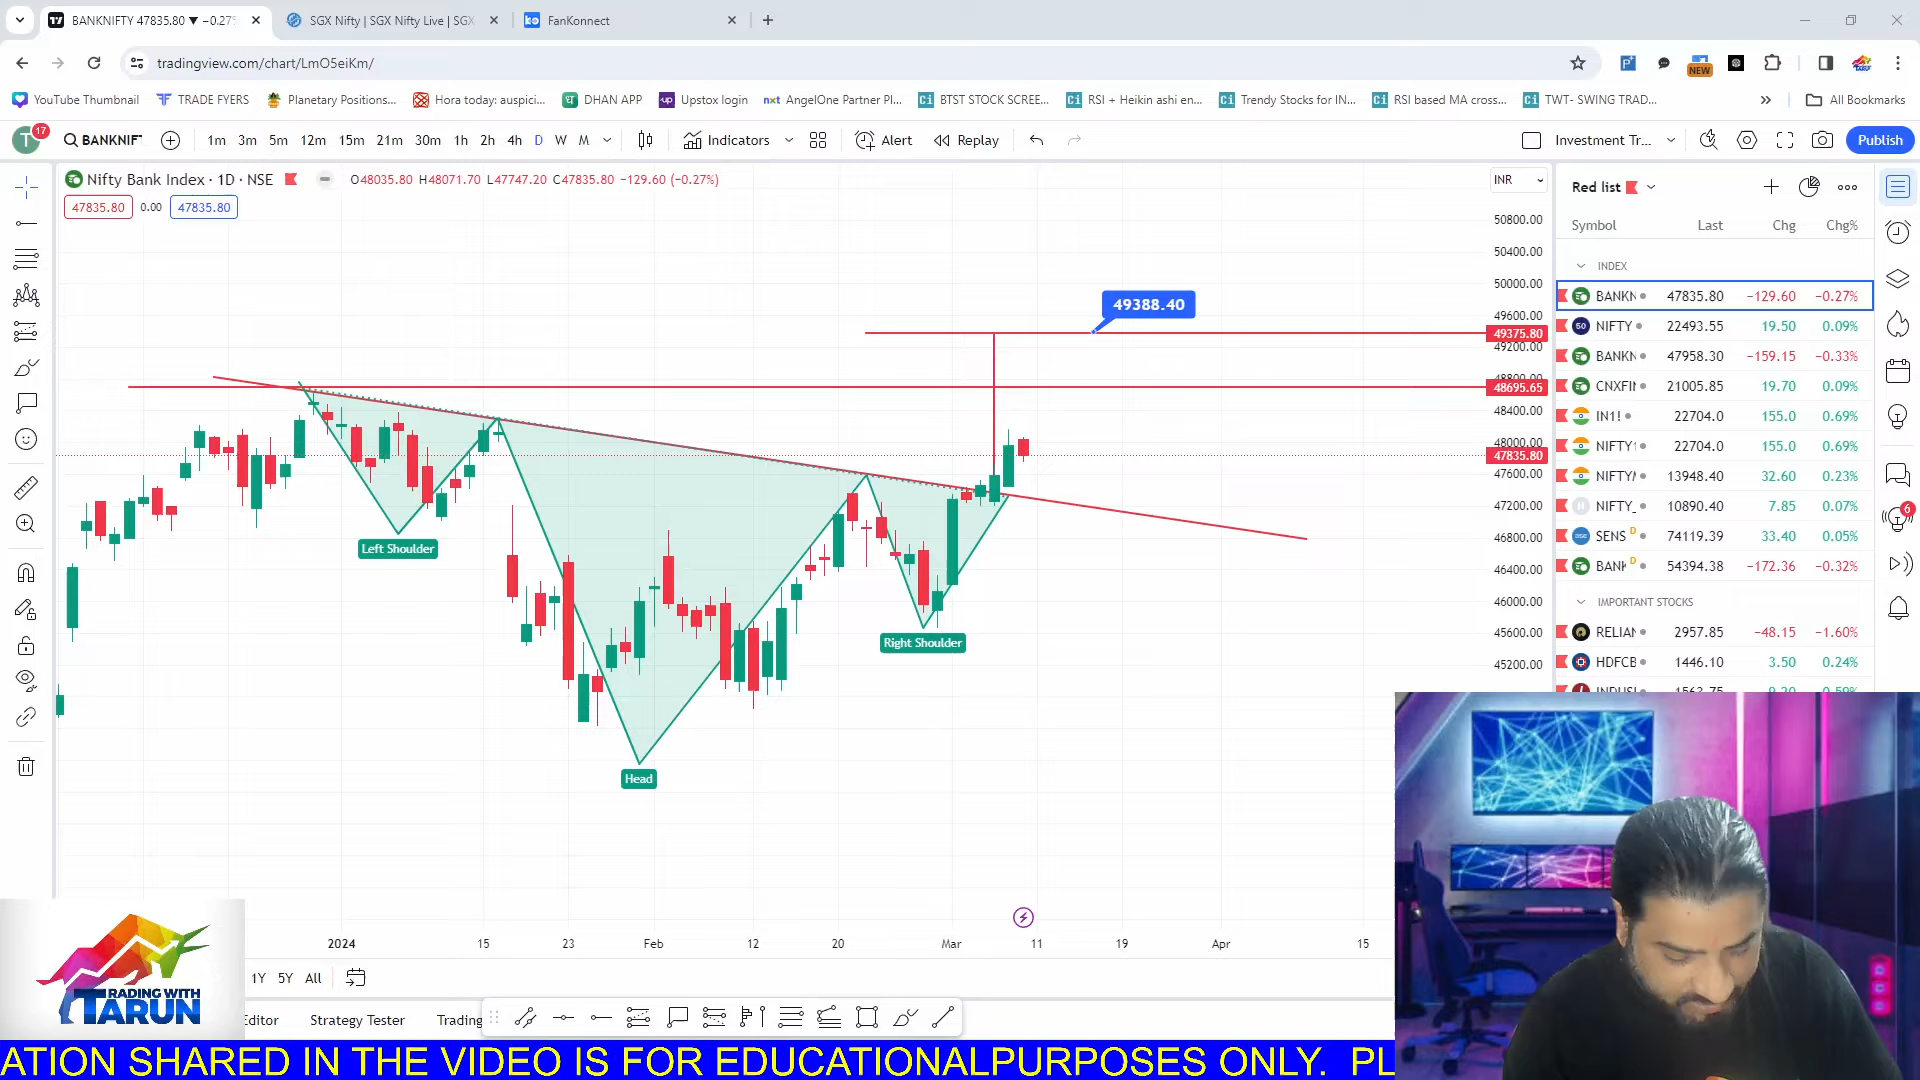 BANKNIFTY 47835.80 ▼ −0.27%
SGX Nifty | SGX Nifty Live | SGX
FanKonnect
tradingview.com/chart/LmO5eiKm/
NEW
YouTube Thumbnail
TRADE FYERS
Planetary Positions...
Hora today: auspici...
DHAN APP
Upstox login
AngelOne Partner Pl...
BTST STOCK SCREE...
RSI + Heikin ashi en...
Trendy Stocks for IN...
RSI based MA cross...
TWT- SWING TRAD...
All Bookmarks
T 17
BANKNIF
1m 3m 5m 12m 15m 21m 30m 1h 2h 4h D W M
Indicators
Alert
Replay
Investment Tr...
Publish
Nifty Bank Index · 1D · NSE
O48035.80 H48071.70 L47747.20 C47835.80 −129.60 (−0.27%)
47835.80 0.00 47835.80
INR
50800.00
50400.00
50000.00
49600.00
49375.80
49200.00
48695.65
48400.00
48000.00
47835.80
47600.00
47200.00
46800.00
46400.00
46000.00
45600.00
45200.00
49388.40
Left Shoulder
Right Shoulder
Head
2024 15 23 Feb 12 20 Mar 11 19 Apr 15
Red list
Symbol Last Chg Chg%
INDEX
BANKN 47835.80 −129.60 −0.27%
NIFTY 22493.55 19.50 0.09%
BANKN 47958.30 −159.15 −0.33%
CNXFIN 21005.85 19.70 0.09%
IN1! 22704.0 155.0 0.69%
NIFTY1 22704.0 155.0 0.69%
NIFTY 13948.40 32.60 0.23%
NIFTY_ 10890.40 7.85 0.07%
SENS D 74119.39 33.40 0.05%
BANK D 54394.38 −172.36 −0.32%
IMPORTANT STOCKS
RELIAN 2957.85 −48.15 −1.60%
HDFCB 1446.10 3.50 0.24%
6
1Y 5Y All
Editor
Strategy Tester
Trading
TRADING WITH
TARUN
ATION SHARED IN THE VIDEO IS FOR EDUCATIONALPURPOSES ONLY. PL